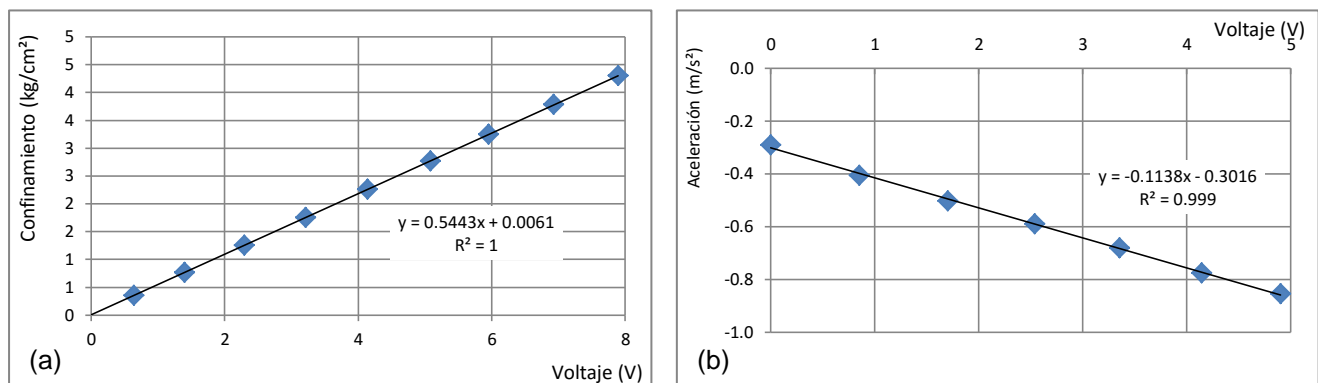 Confinamiento (kg/cm²)
5
5
4
4
3
3
2
2
1
1
0
0 2 4 6 8
y = 0.5443x + 0.0061
R² = 1
Voltaje (V)
(a)
Voltaje (V)
0 1 2 3 4 5
Aceleración (m/s²)
0.0
-0.2
-0.4
-0.6
-0.8
-1.0
y = -0.1138x - 0.3016
R² = 0.999
(b)